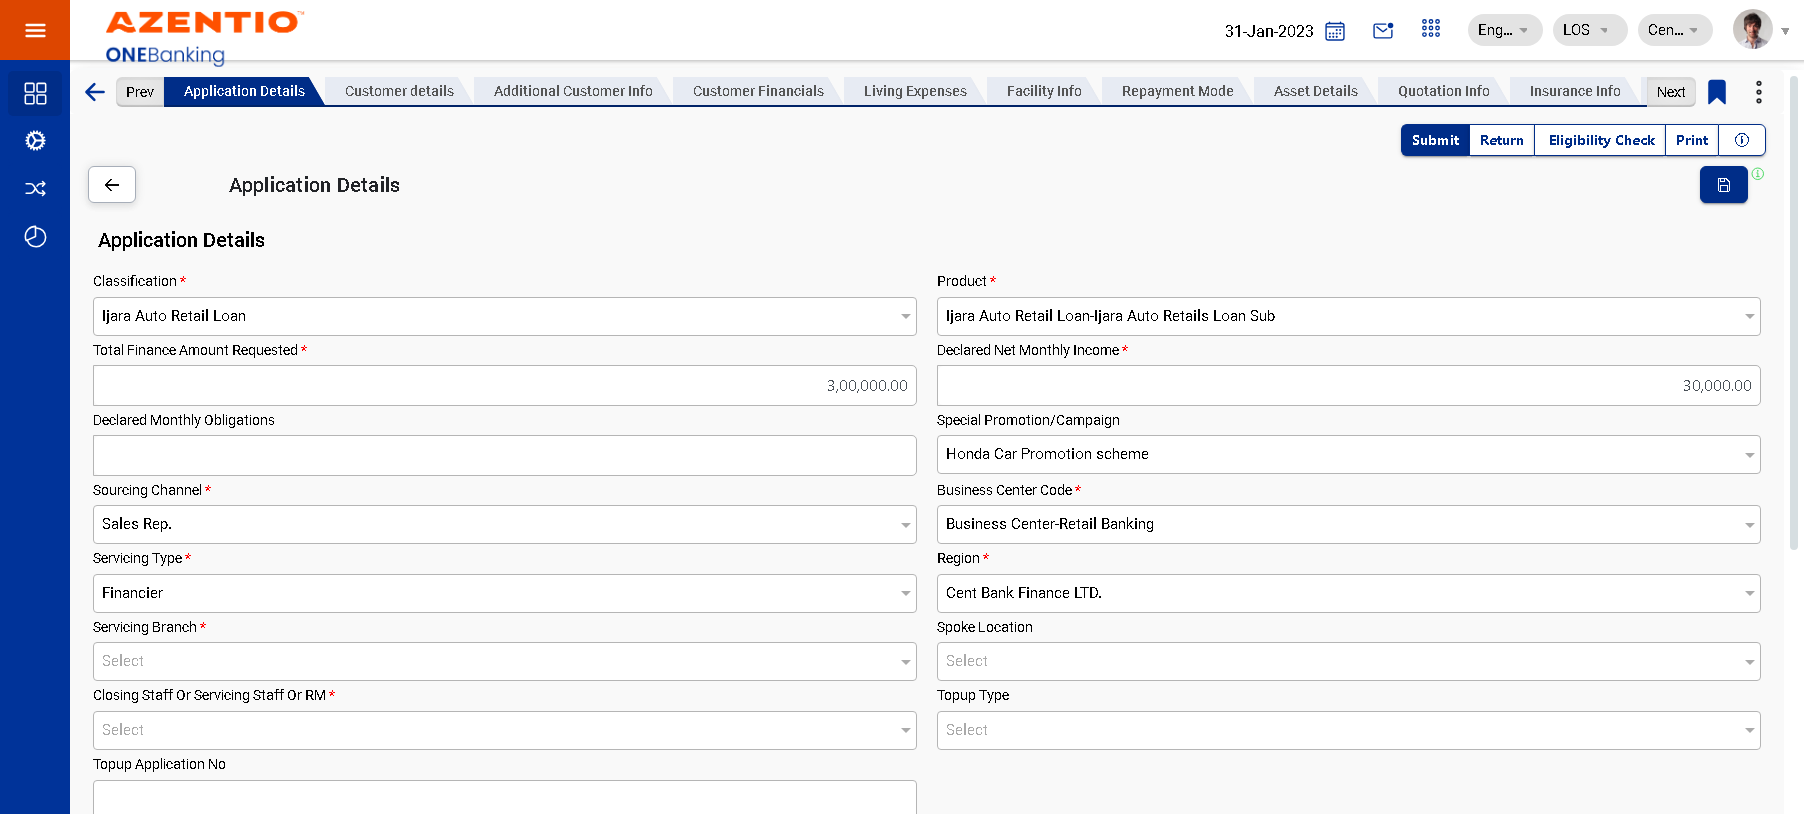 AZENTIO™
ONEBanking
31-Jan-2023
Eng...
LOS
Cen...
Prev
Application Details
Customer details
Additional Customer Info
Customer Financials
Living Expenses
Facility Info
Repayment Mode
Asset Details
Quotation Info
Insurance Info
Next
Submit
Return
Eligibility Check
Print
Application Details
Application Details
Classification *
Product *
Ijara Auto Retail Loan
Ijara Auto Retail Loan-Ijara Auto Retails Loan Sub
Total Finance Amount Requested *
Declared Net Monthly Income *
3,00,000.00
30,000.00
Declared Monthly Obligations
Special Promotion/Campaign
Honda Car Promotion scheme
Sourcing Channel *
Business Center Code *
Sales Rep.
Business Center-Retail Banking
Servicing Type *
Region *
Financier
Cent Bank Finance LTD.
Servicing Branch *
Spoke Location
Select
Select
Closing Staff Or Servicing Staff Or RM *
Topup Type
Select
Select
Topup Application No